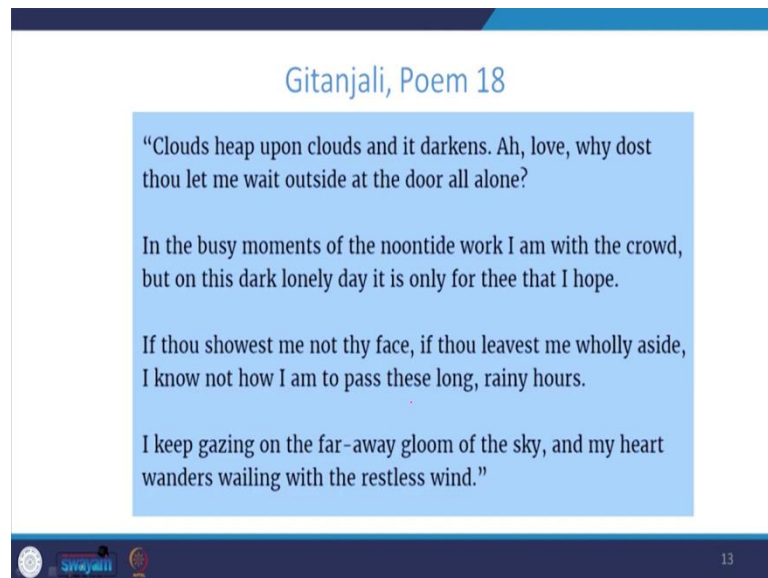 Gitanjali, Poem 18
“Clouds heap upon clouds and it darkens. Ah, love, why dost
thou let me wait outside at the door all alone?
In the busy moments of the noontide work I am with the crowd,
but on this dark lonely day it is only for thee that I hope.
If thou showest me not thy face, if thou leavest me wholly aside,
I know not how I am to pass these long, rainy hours.
I keep gazing on the far-away gloom of the sky, and my heart
wanders wailing with the restless wind.”
swayam
13